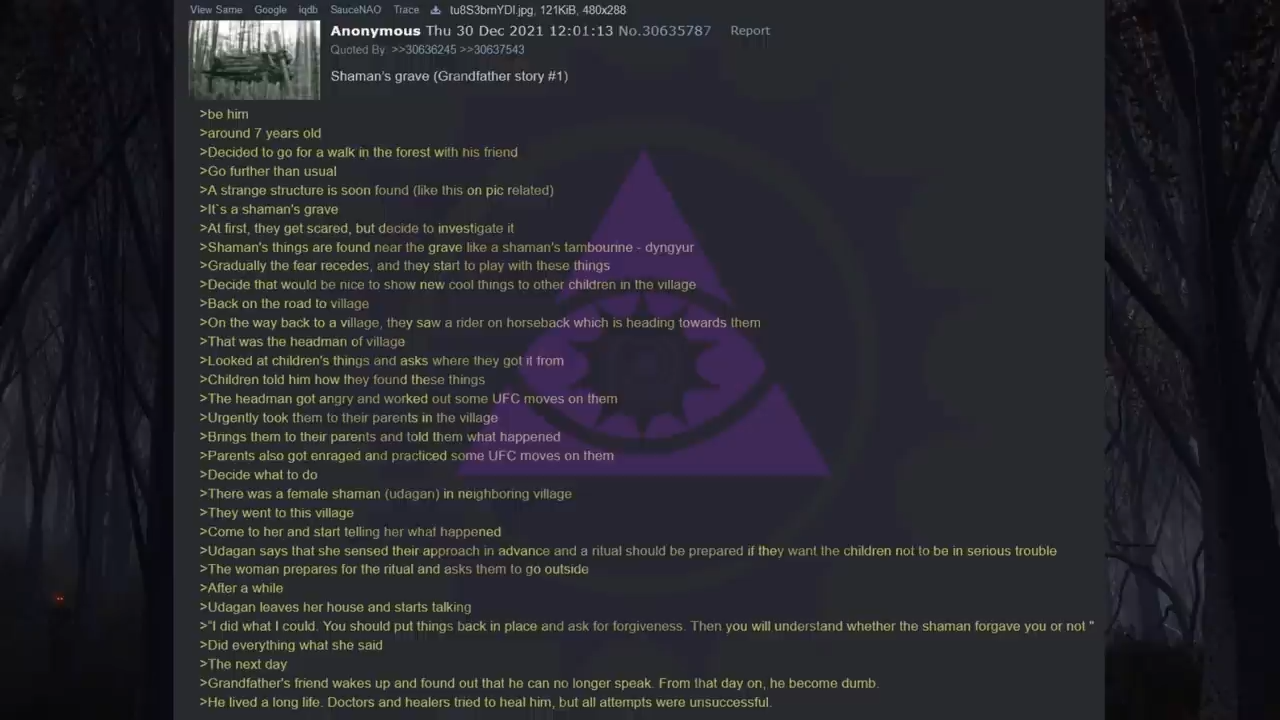 View Same Google iqdb SauceNAO Trace tu8S3bmYDI.jpg, 121KiB, 480x288
Anonymous Thu 30 Dec 2021 12:01:13 No.30635787 Report
Quoted By: >>30636245 >>30637543
Shaman's grave (Grandfather story #1)
>be him
>around 7 years old
>Decided to go for a walk in the forest with his friend
>Go further than usual
>A strange structure is soon found (like this on pic related)
>It`s a shaman's grave
>At first, they get scared, but decide to investigate it
>Shaman's things are found near the grave like a shaman's tambourine - dyngyur
>Gradually the fear recedes, and they start to play with these things
>Decide that would be nice to show new cool things to other children in the village
>Back on the road to village
>On the way back to a village, they saw a rider on horseback which is heading towards them
>That was the headman of village
>Looked at children's things and asks where they got it from
>Children told him how they found these things
>The headman got angry and worked out some UFC moves on them
>Urgently took them to their parents in the village
>Brings them to their parents and told them what happened
>Parents also got enraged and practiced some UFC moves on them
>Decide what to do
>There was a female shaman (udagan) in neighboring village
>They went to this village
>Come to her and start telling her what happened
>Udagan says that she sensed their approach in advance and a ritual should be prepared if they want the children not to be in serious trouble
>The woman prepares for the ritual and asks them to go outside
>After a while
>Udagan leaves her house and starts talking
>"I did what I could. You should put things back in place and ask for forgiveness. Then you will understand whether the shaman forgave you or not "
>Did everything what she said
>The next day
>Grandfather's friend wakes up and found out that he can no longer speak. From that day on, he become dumb.
>He lived a long life. Doctors and healers tried to heal him, but all attempts were unsuccessful.